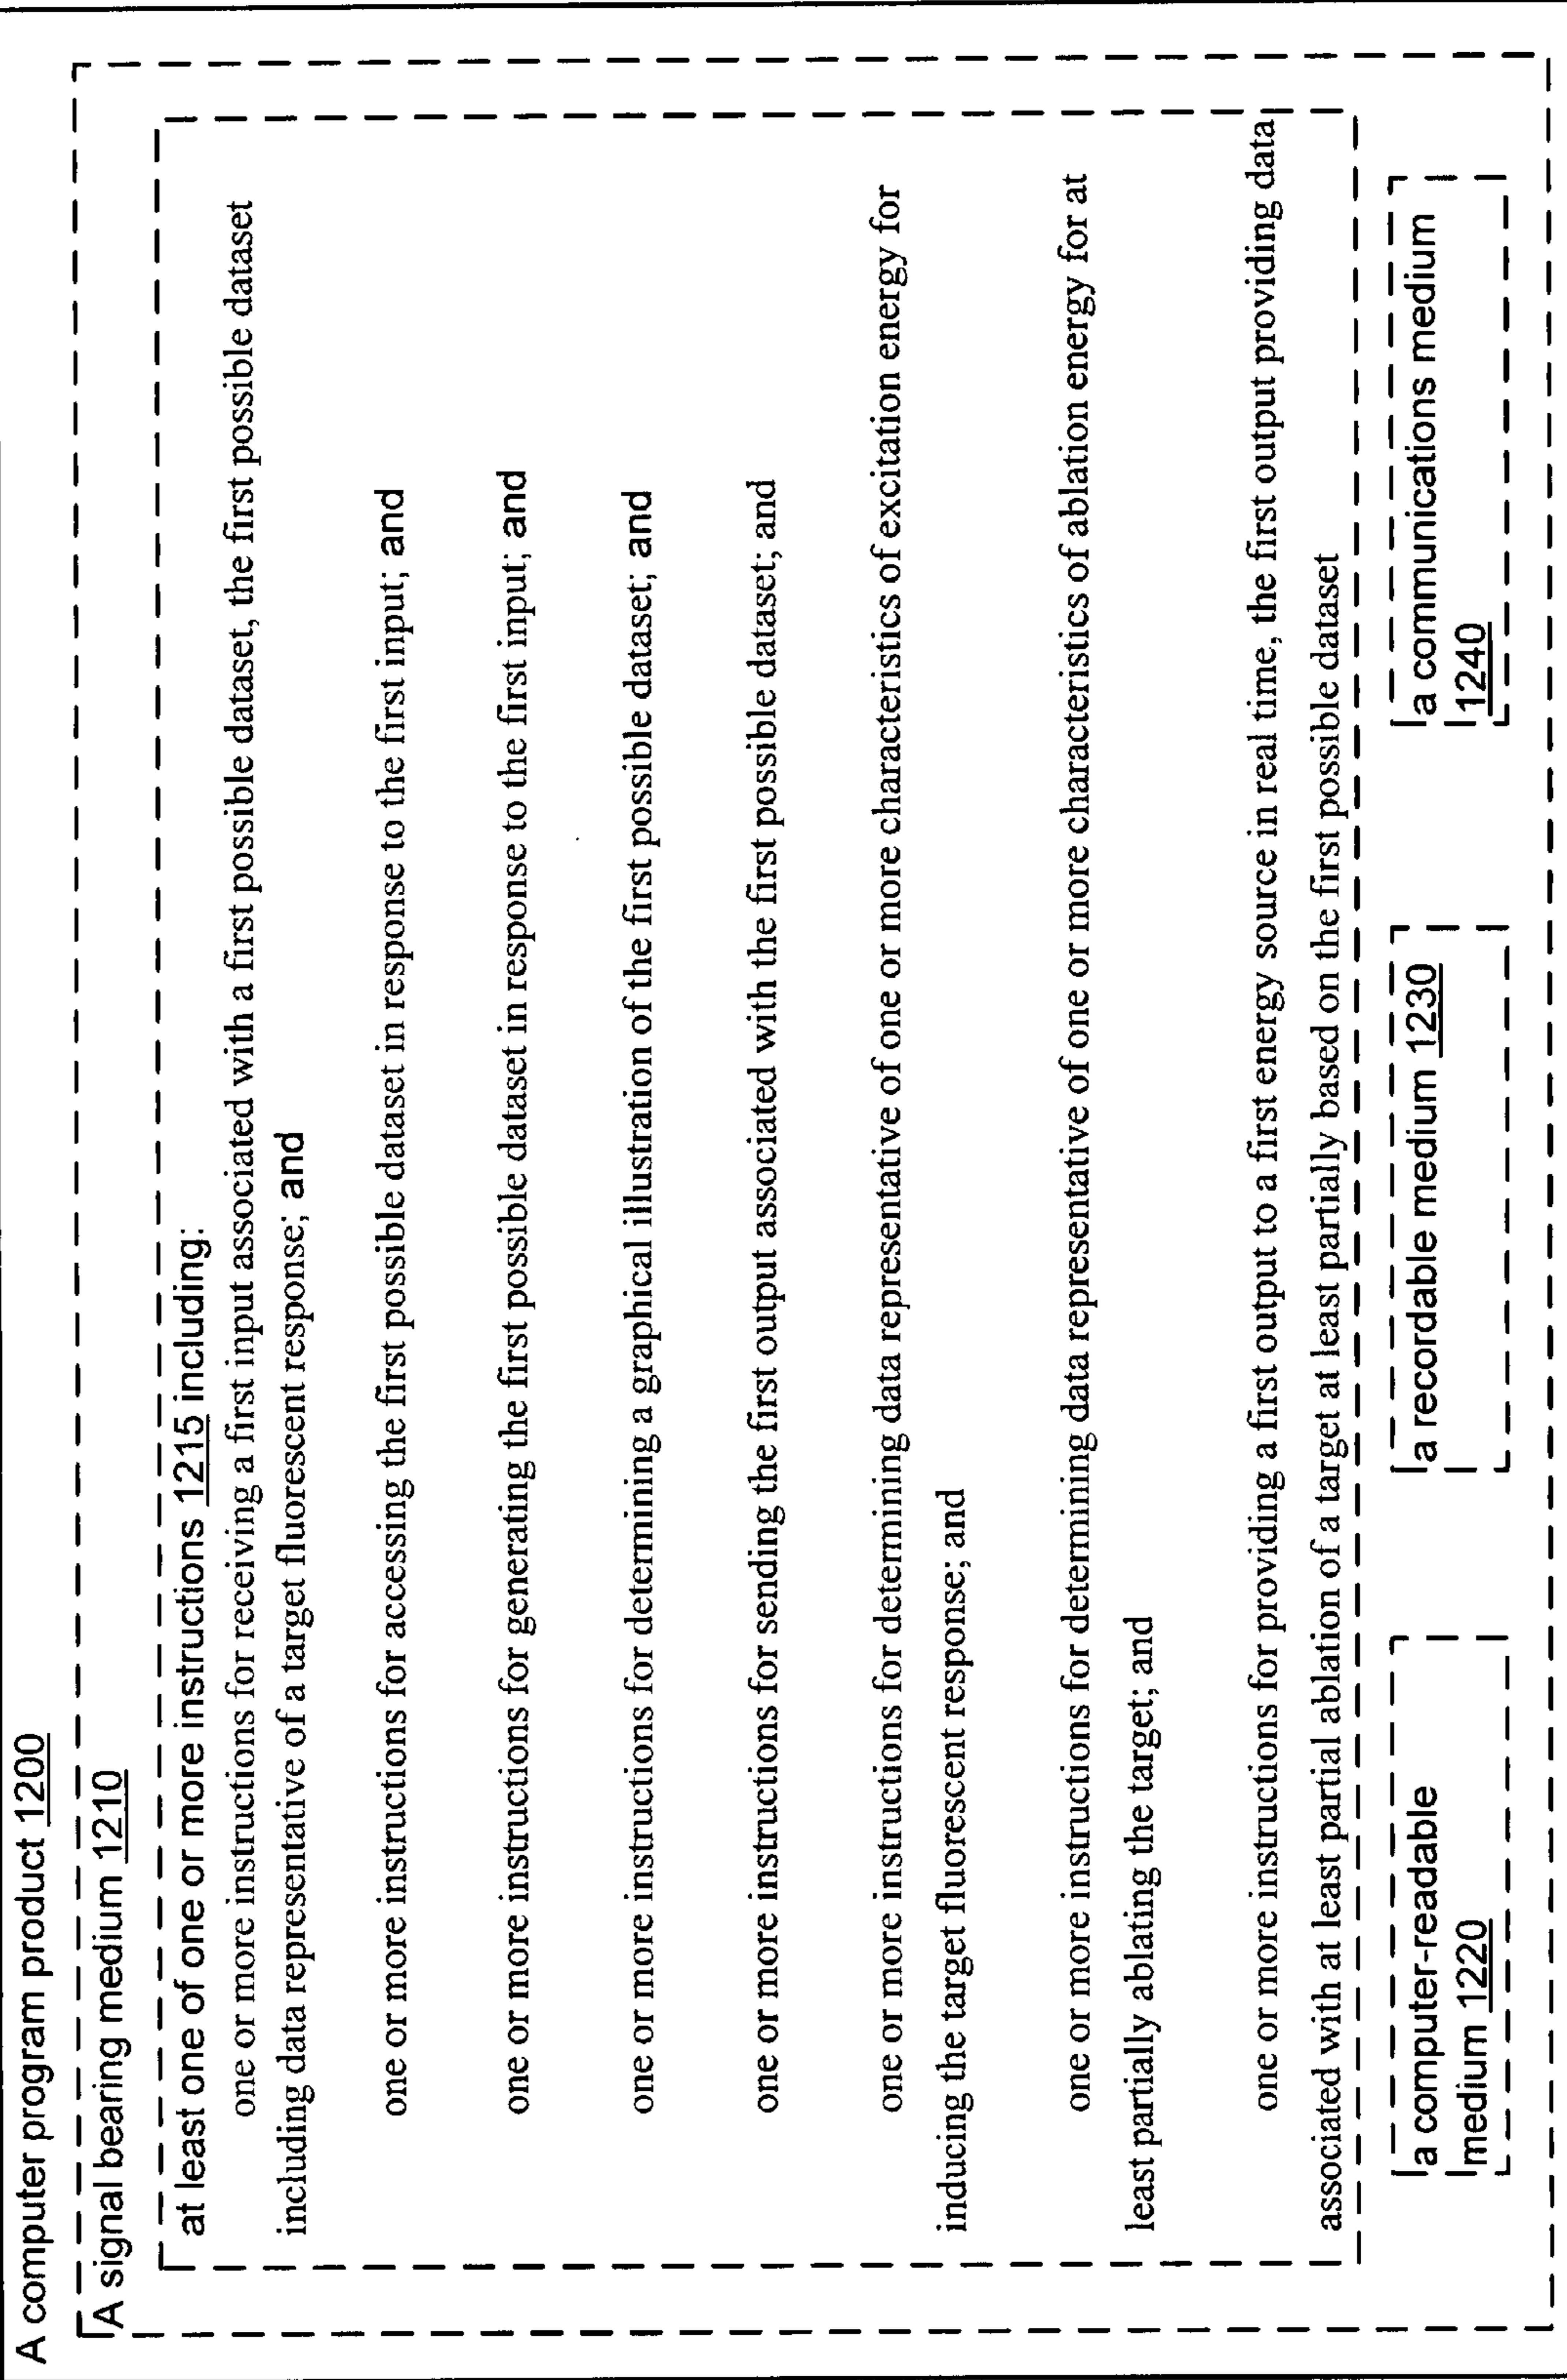 A computer program product 1200
A signal bearing medium 1210
at least one of one or more instructions 1215 including:
one or more instructions for receiving a first input associated with a first possible dataset, the first possible dataset
including data representative of a target fluorescent response; and
one or more instructions for accessing the first possible dataset in response to the first input; and
one or more instructions for generating the first possible dataset in response to the first input; and
one or more instructions for determining a graphical illustration of the first possible dataset; and
one or more instructions for sending the first output associated with the first possible dataset; and
one or more instructions for determining data representative of one or more characteristics of excitation energy for
inducing the target fluorescent response; and
one or more instructions for determining data representative of one or more characteristics of ablation energy for at
least partially ablating the target; and
one or more instructions for providing a first output to a first energy source in real time, the first output providing data
associated with at least partial ablation of a target at least partially based on the first possible dataset
a computer-readable
medium 1220
a recordable medium 1230
a communications medium
1240